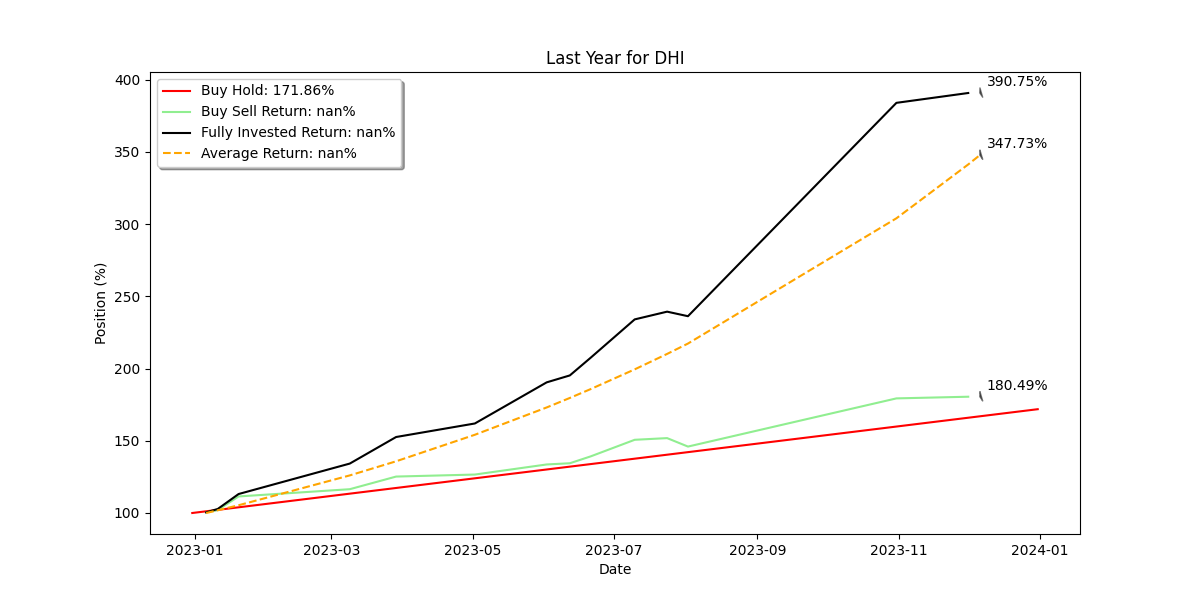 Last Year for DHI
400
350
300
250
200
150
100
Position (%)
Buy Hold: 171.86%
Buy Sell Return: nan%
Fully Invested Return: nan%
Average Return: nan%
390.75%
347.73%
180.49%
2023-01
2023-03
2023-05
2023-07
2023-09
2023-11
2024-01
Date